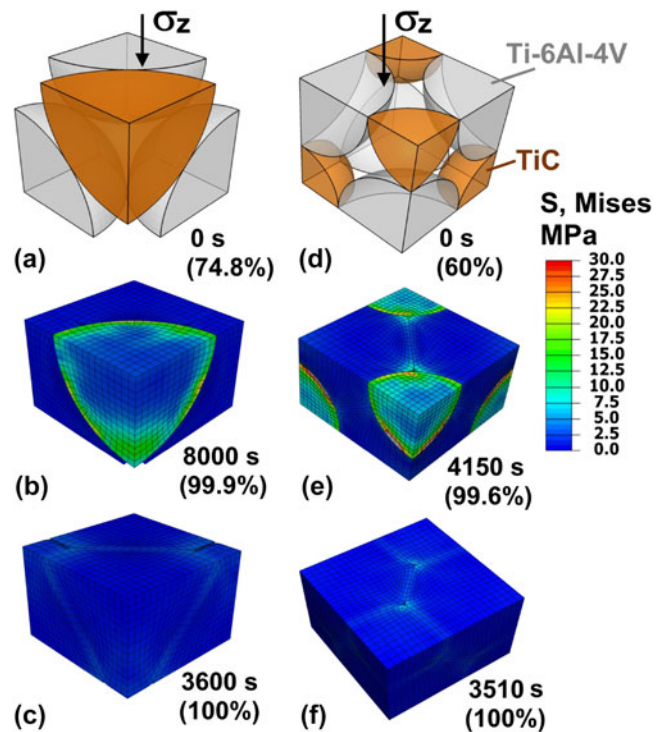 σz
σz
Ti-6Al-4V
TiC
(a)
0 s
(74.8%)
(d)
0 s
(60%)
S, Mises
MPa
30.0
27.5
25.0
22.5
20.0
17.5
15.0
12.5
10.0
7.5
5.0
2.5
0.0
(b)
8000 s
(99.9%)
(e)
4150 s
(99.6%)
(c)
3600 s
(100%)
(f)
3510 s
(100%)